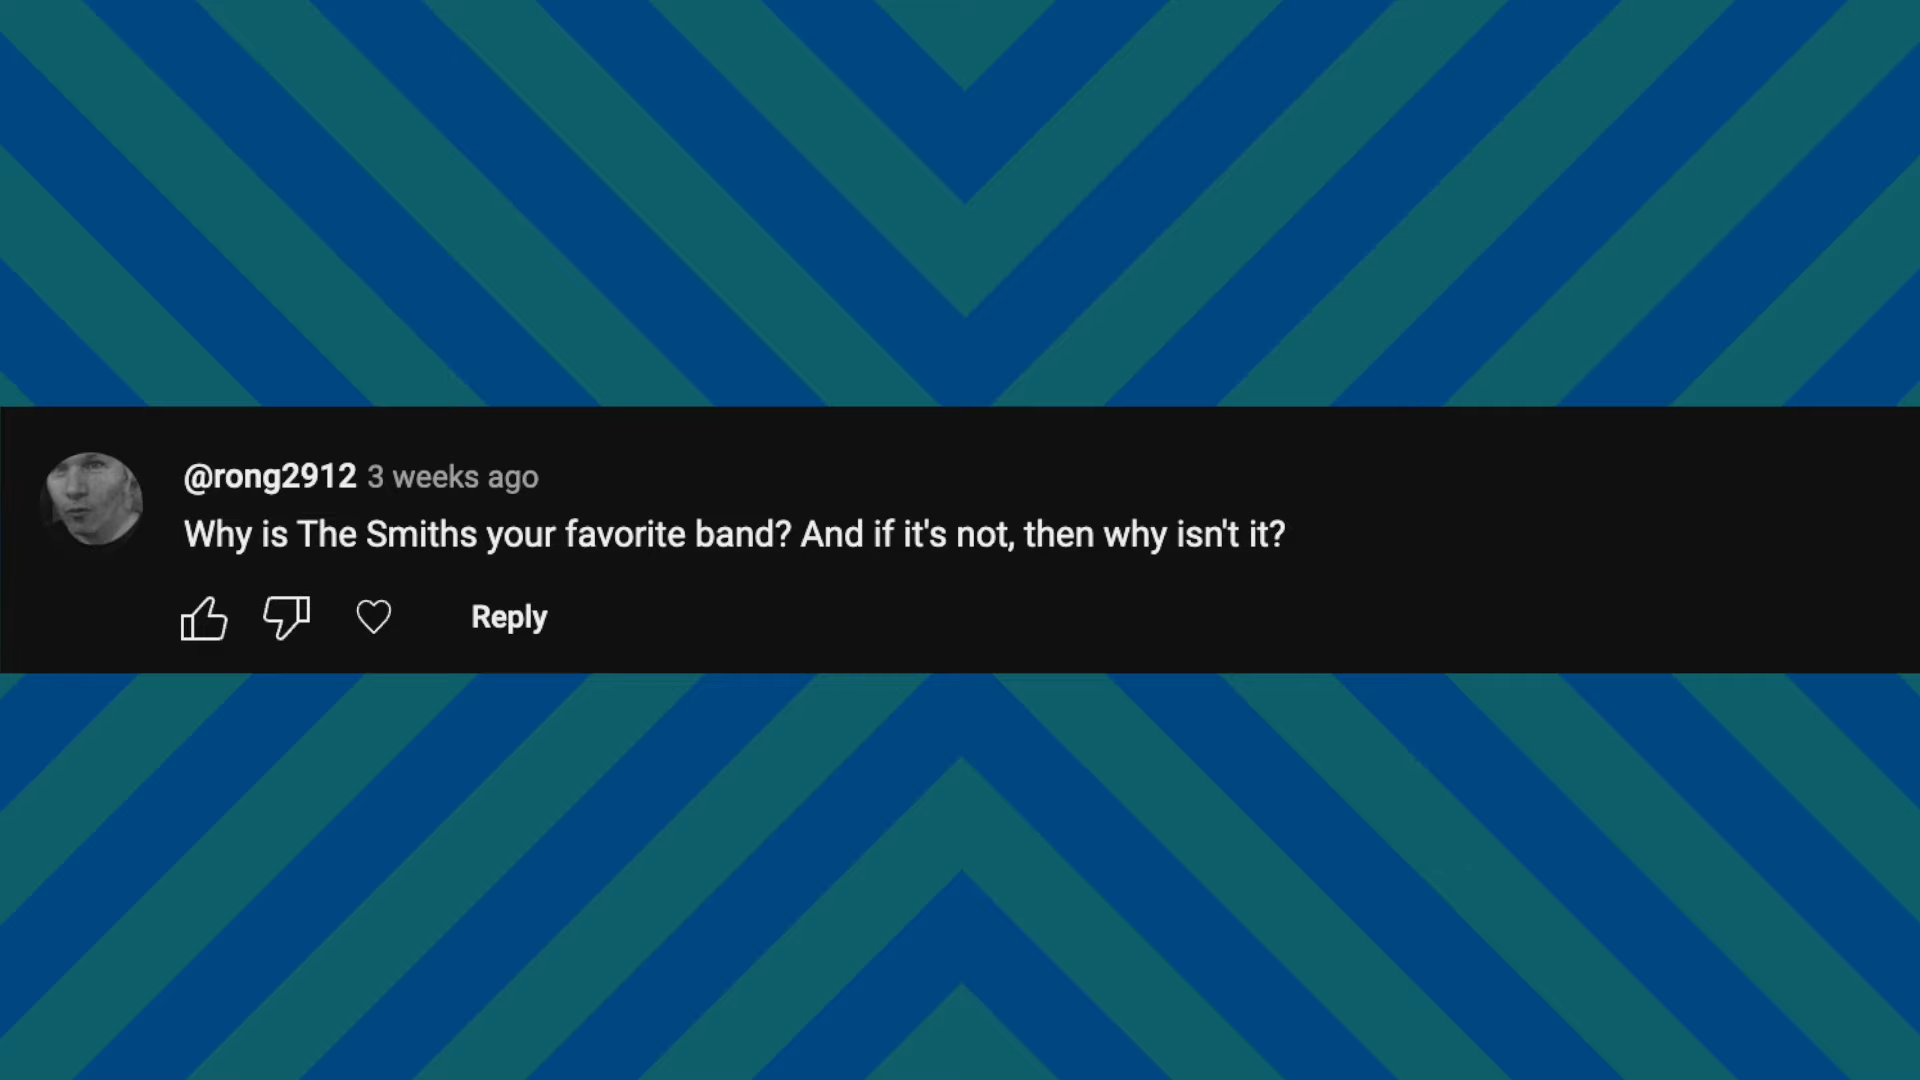 @rong2912 3 weeks ago
Why is The Smiths your favorite band? And if it's not, then why isn't it?
Reply